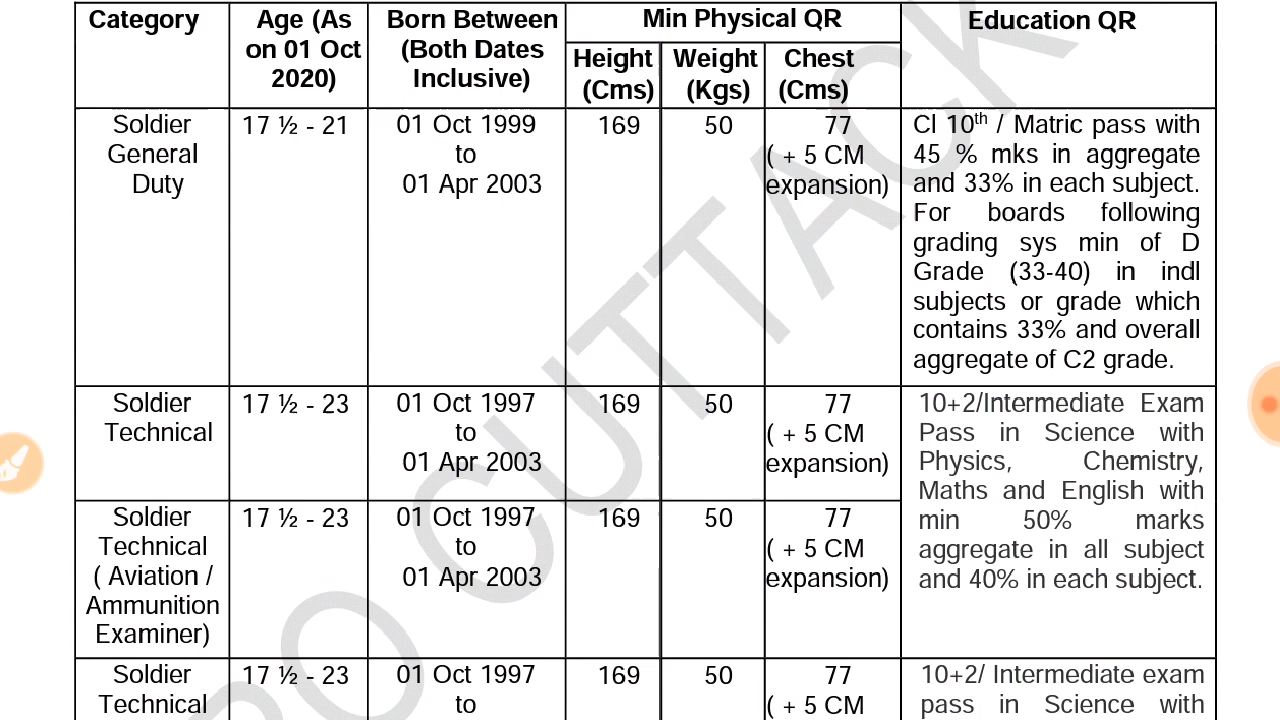 Category Age (As on 01 Oct 2020) Born Between (Both Dates Inclusive) Min Physical QR Education QR
Height (Cms) Weight (Kgs) Chest (Cms)
Soldier
General
Duty
17 ½ - 21
01 Oct 1999
to
01 Apr 2003
169
50
77
( + 5 CM
expansion)
Cl 10th / Matric pass with
45 % mks in aggregate
and 33% in each subject.
For boards following
grading sys min of D
Grade (33-40) in indl
subjects or grade which
contains 33% and overall
aggregate of C2 grade.
Soldier
Technical
17 ½ - 23
01 Oct 1997
to
01 Apr 2003
169
50
77
( + 5 CM
expansion)
10+2/Intermediate Exam
Pass in Science with
Physics, Chemistry,
Maths and English with
min 50% marks
aggregate in all subject
and 40% in each subject.
Soldier
Technical
( Aviation /
Ammunition
Examiner)
17 ½ - 23
01 Oct 1997
to
01 Apr 2003
169
50
77
( + 5 CM
expansion)
Soldier
Technical
17 ½ - 23
01 Oct 1997
to
169
50
77
( + 5 CM
10+2/ Intermediate exam
pass in Science with
RO CUTTACK